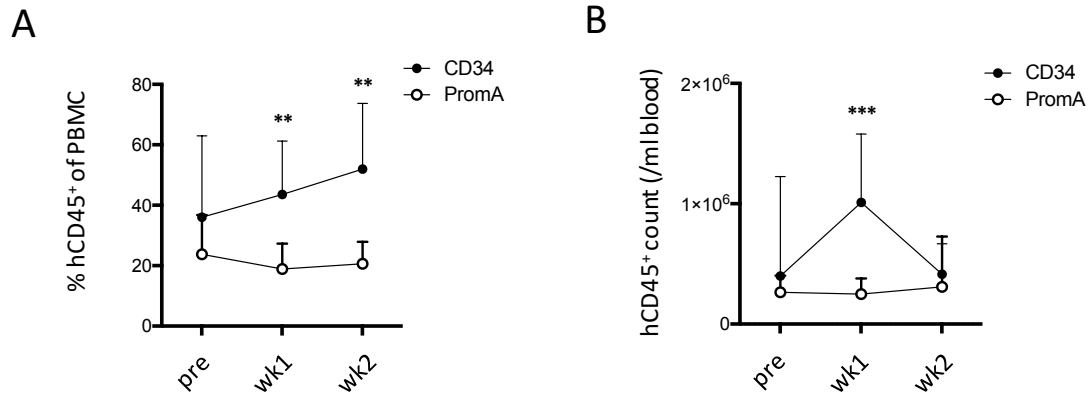 A
% hCD45⁺ of PBMC
80
60
40
20
0
**
**
CD34
PromA
pre
wk1
wk2
B
hCD45⁺ count (/ml blood)
2×10⁶
1×10⁶
0
***
CD34
PromA
pre
wk1
wk2